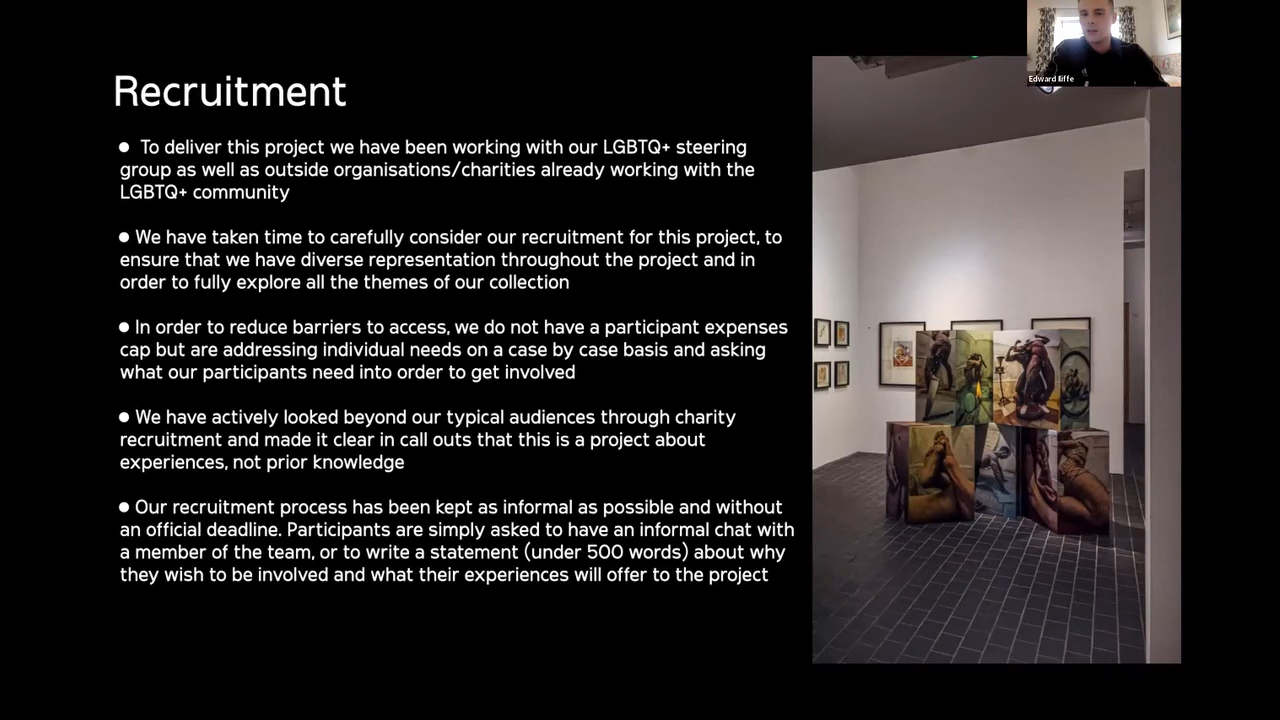 Edward Iliffe
Recruitment
● To deliver this project we have been working with our LGBTQ+ steering
group as well as outside organisations/charities already working with the
LGBTQ+ community
● We have taken time to carefully consider our recruitment for this project, to
ensure that we have diverse representation throughout the project and in
order to fully explore all the themes of our collection
● In order to reduce barriers to access, we do not have a participant expenses
cap but are addressing individual needs on a case by case basis and asking
what our participants need into order to get involved
● We have actively looked beyond our typical audiences through charity
recruitment and made it clear in call outs that this is a project about
experiences, not prior knowledge
● Our recruitment process has been kept as informal as possible and without
an official deadline. Participants are simply asked to have an informal chat with
a member of the team, or to write a statement (under 500 words) about why
they wish to be involved and what their experiences will offer to the project